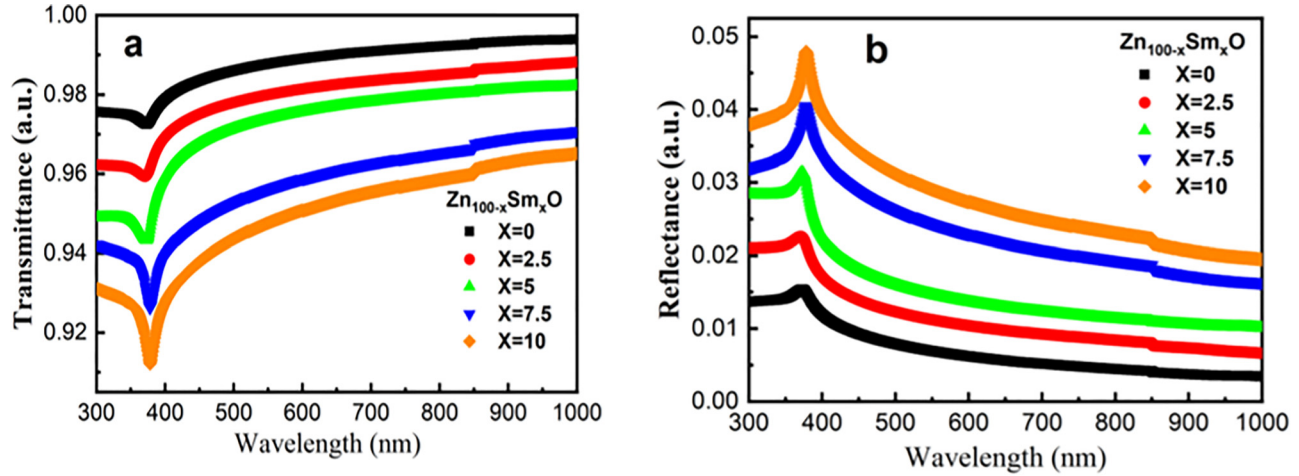 a
1.00
0.98
0.96
0.94
0.92
Transmittance (a.u.)
300 400 500 600 700 800 900 1000
Wavelength (nm)
Zn100-xSmxO
X=0
X=2.5
X=5
X=7.5
X=10
b
0.05
0.04
0.03
0.02
0.01
0.00
Reflectance (a.u.)
300 400 500 600 700 800 900 1000
Wavelength (nm)
Zn100-xSmxO
X=0
X=2.5
X=5
X=7.5
X=10